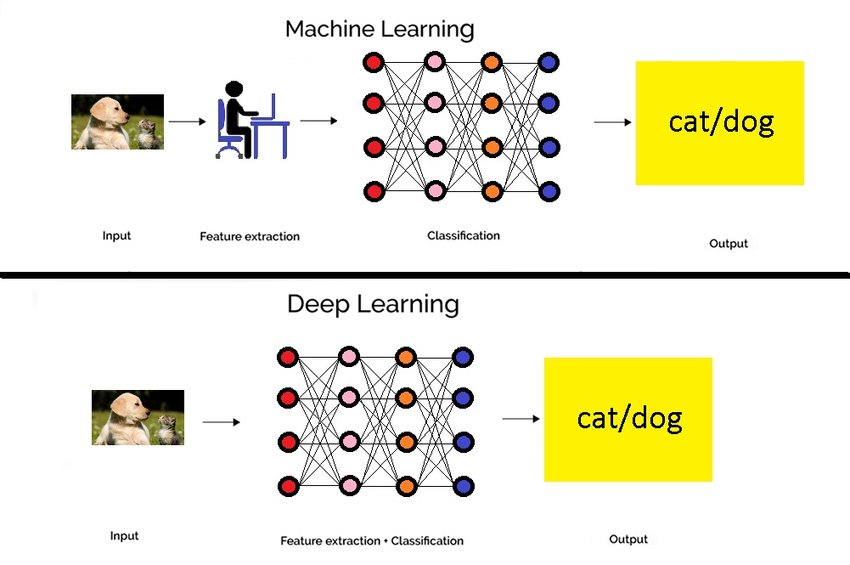 Machine Learning
cat/dog
Input
Feature extraction
Classification
Output
Deep Learning
cat/dog
Input
Feature extraction + Classification
Output